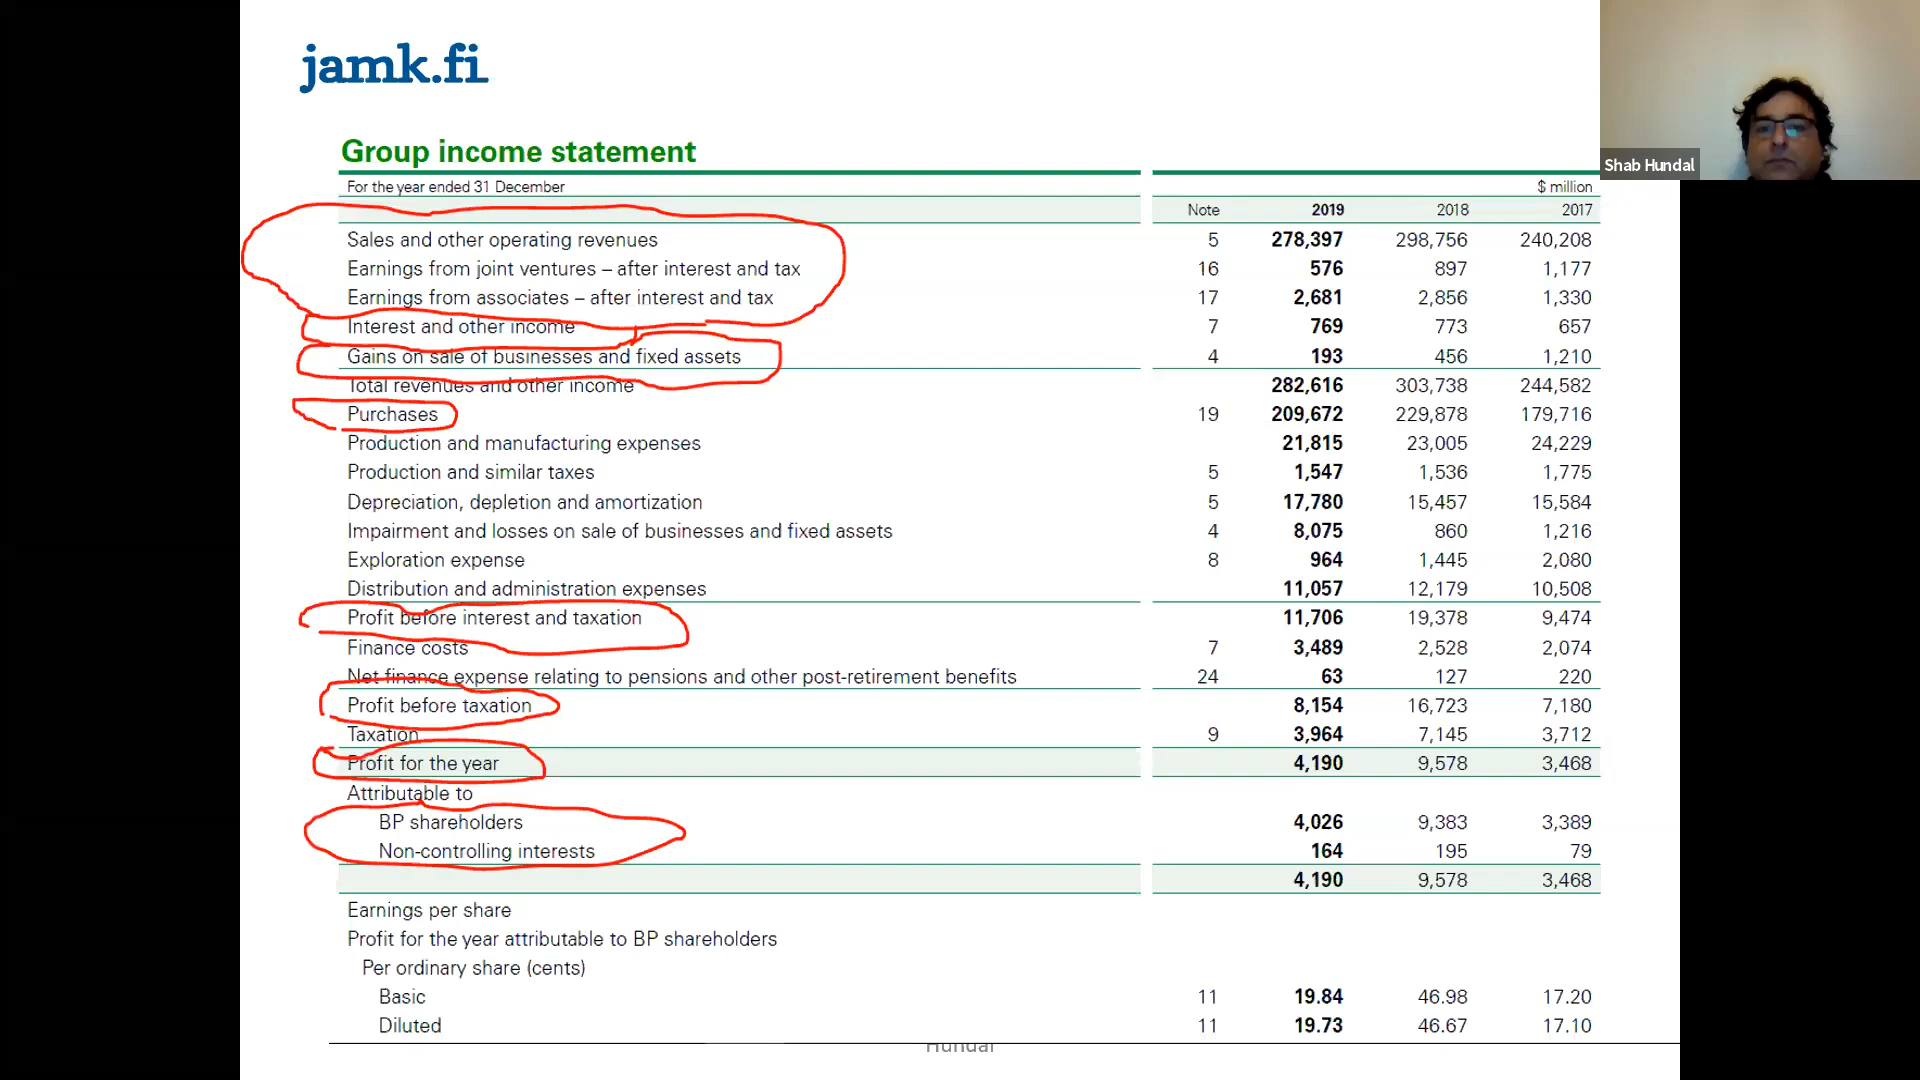 jamk.fi
Shab Hundal
Group income statement
For the year ended 31 December $ million
Note 2019 2018 2017
Sales and other operating revenues 5 278,397 298,756 240,208
Earnings from joint ventures – after interest and tax 16 576 897 1,177
Earnings from associates – after interest and tax 17 2,681 2,856 1,330
Interest and other income 7 769 773 657
Gains on sale of businesses and fixed assets 4 193 456 1,210
Total revenues and other income 282,616 303,738 244,582
Purchases 19 209,672 229,878 179,716
Production and manufacturing expenses 21,815 23,005 24,229
Production and similar taxes 5 1,547 1,536 1,775
Depreciation, depletion and amortization 5 17,780 15,457 15,584
Impairment and losses on sale of businesses and fixed assets 4 8,075 860 1,216
Exploration expense 8 964 1,445 2,080
Distribution and administration expenses 11,057 12,179 10,508
Profit before interest and taxation 11,706 19,378 9,474
Finance costs 7 3,489 2,528 2,074
Net finance expense relating to pensions and other post-retirement benefits 24 63 127 220
Profit before taxation 8,154 16,723 7,180
Taxation 9 3,964 7,145 3,712
Profit for the year 4,190 9,578 3,468
Attributable to
BP shareholders 4,026 9,383 3,389
Non-controlling interests 164 195 79
4,190 9,578 3,468
Earnings per share
Profit for the year attributable to BP shareholders
Per ordinary share (cents)
Basic 11 19.84 46.98 17.20
Diluted 11 19.73 46.67 17.10
Hundal